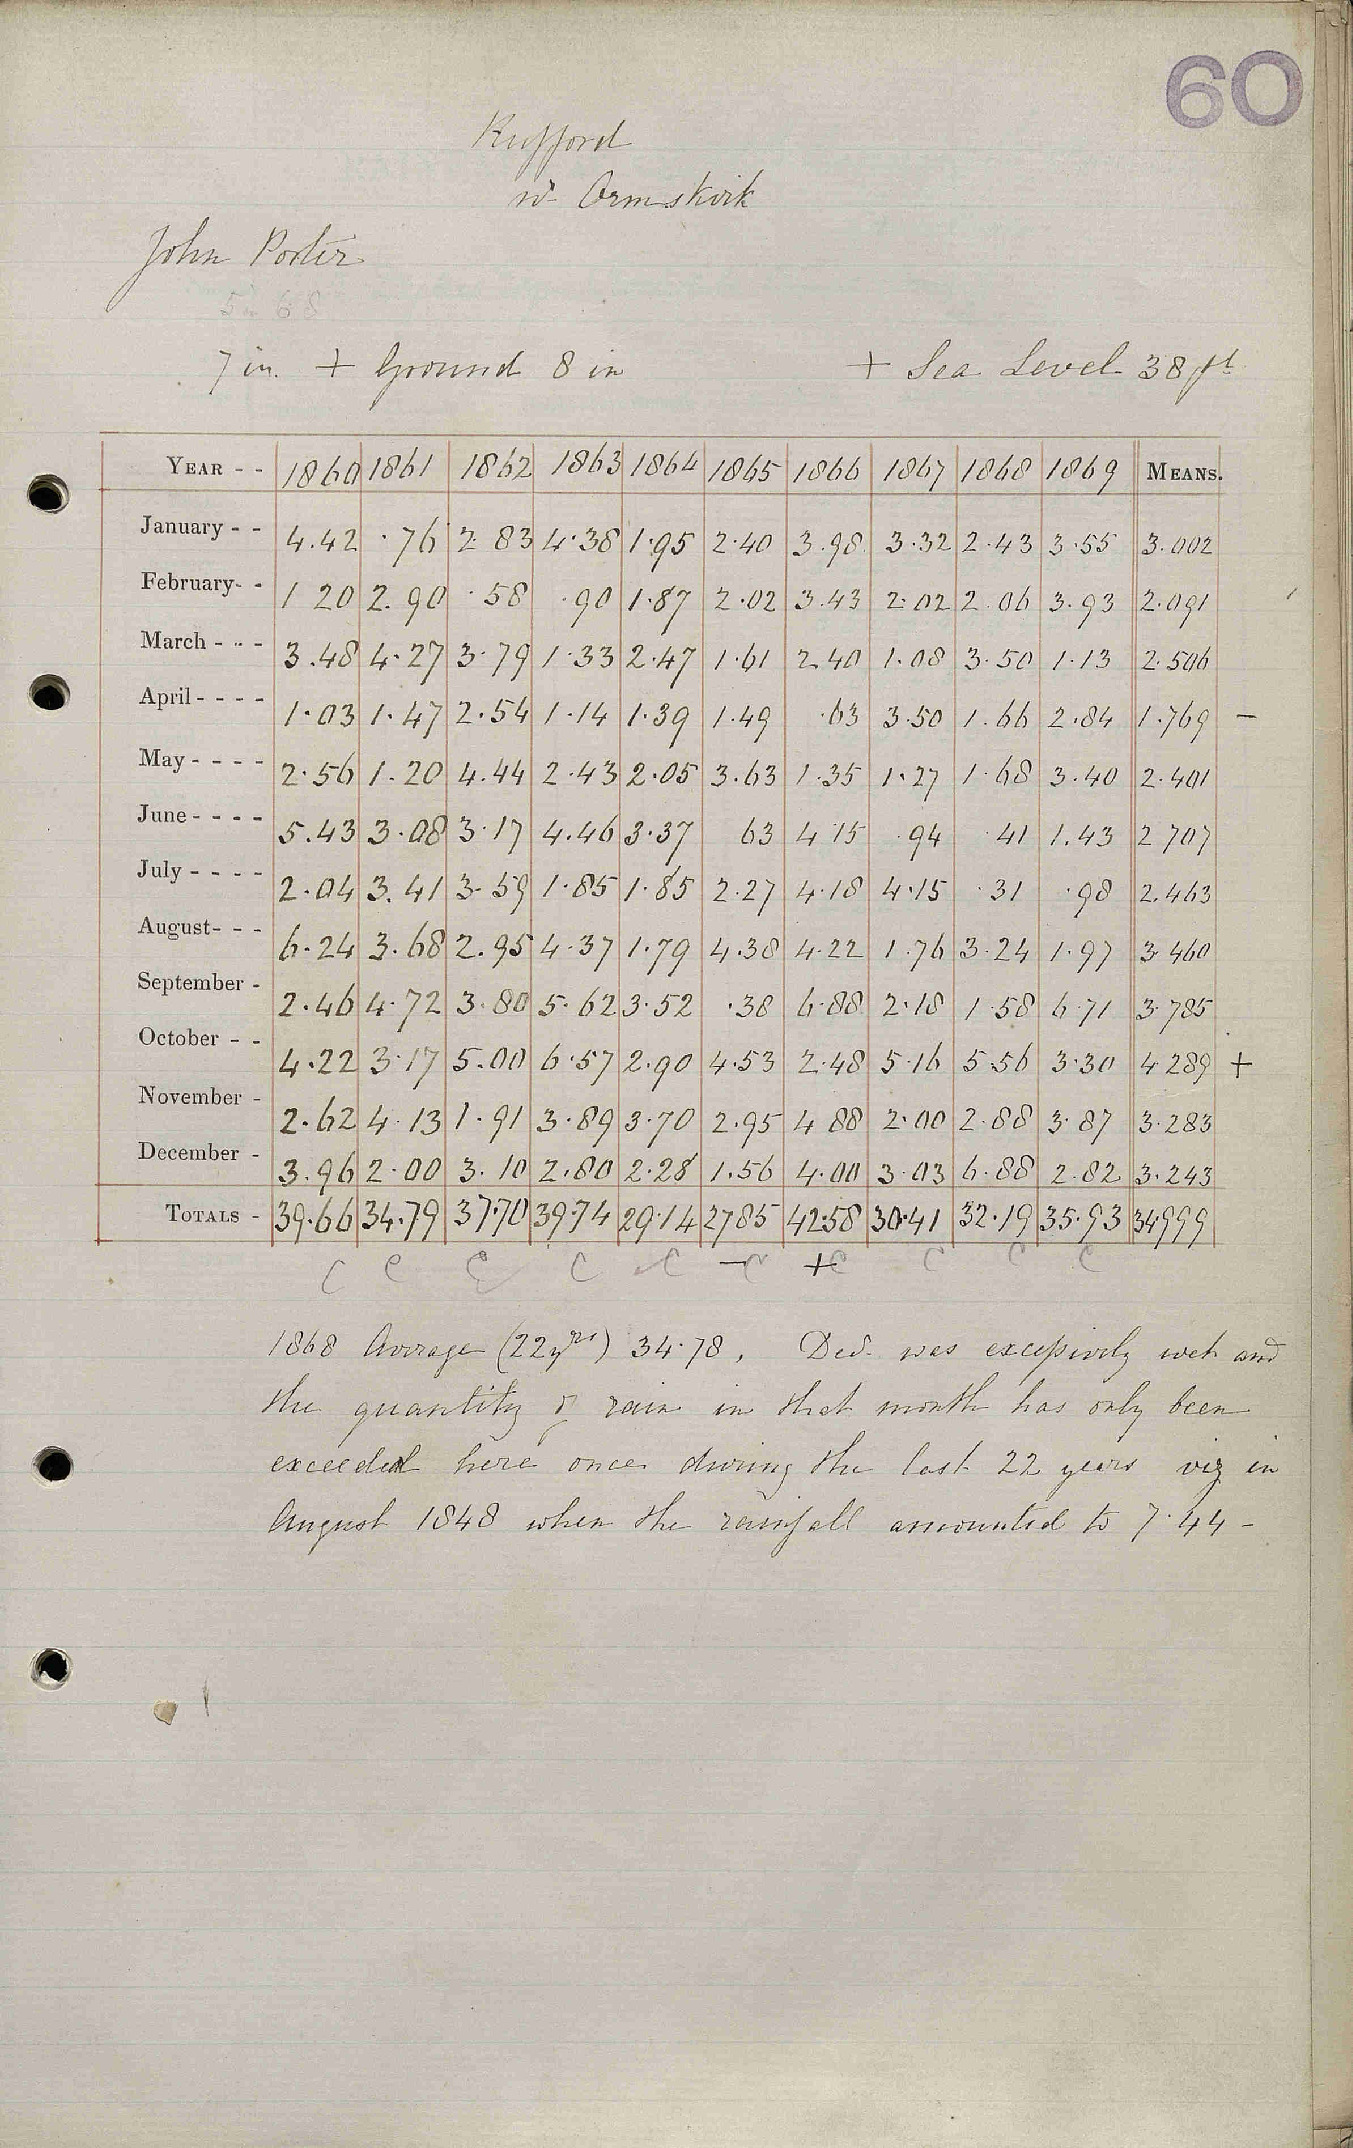 60
Rufford
nr Ormskirk
John Porter
5 in 68
7 in. + Ground 8 in + Sea Level 38 ft
YEAR - - 1860 1861 1862 1863 1864 1865 1866 1867 1868 1869 MEANS.
January - - 4.42 .76 2 83 4.38 1.95 2.40 3.98 3.32 2.43 3.55 3.002
February- - 1 20 2.90 .58 .90 1.87 2.02 3.43 2.02 2.06 3.93 2.091
March - - - 3.48 4.27 3.79 1.33 2.47 1.61 2.40 1.08 3.50 1.13 2.506
April - - - - 1.03 1.47 2.54 1.14 1.39 1.49 .63 3.50 1.66 2.84 1.769 -
May - - - - 2.56 1.20 4.44 2.43 2.05 3.63 1.35 1.27 1.68 3.40 2.401
June - - - - 5.43 3.08 3.17 4.46 3.37 63 4 15 .94 .41 1.43 2 707
July - - - - 2.04 3.41 3.59 1.85 1.85 2.27 4.18 4.15 .31 .98 2.463
August- - - 6.24 3.68 2.95 4.37 1.79 4.38 4.22 1.76 3.24 1.97 3.460
September - 2.46 4.72 3.80 5.62 3.52 .38 6.88 2.18 1.58 6.71 3.785
October - - 4.22 3.17 5.00 6.57 2.90 4.53 2.48 5.16 5.56 3.30 4.289 +
November - 2.62 4.13 1.91 3.89 3.70 2.95 4 88 2.00 2.88 3.87 3.283
December - 3.96 2.00 3.10 2.80 2.28 1.56 4.00 3.03 6.88 2.82 3.243
TOTALS - 39.66 34.79 37.70 39.74 29.14 27.85 42.58 30.41 32.19 35.93 34.999
C C C C C - C + C C C C
1868 Average (22 yrs) 34.78, Decr. was excessively wet and
the quantity of rain in that month has only been
exceeded here once during the last 22 years viz in
August 1848 when the rainfall amounted to 7.44 -